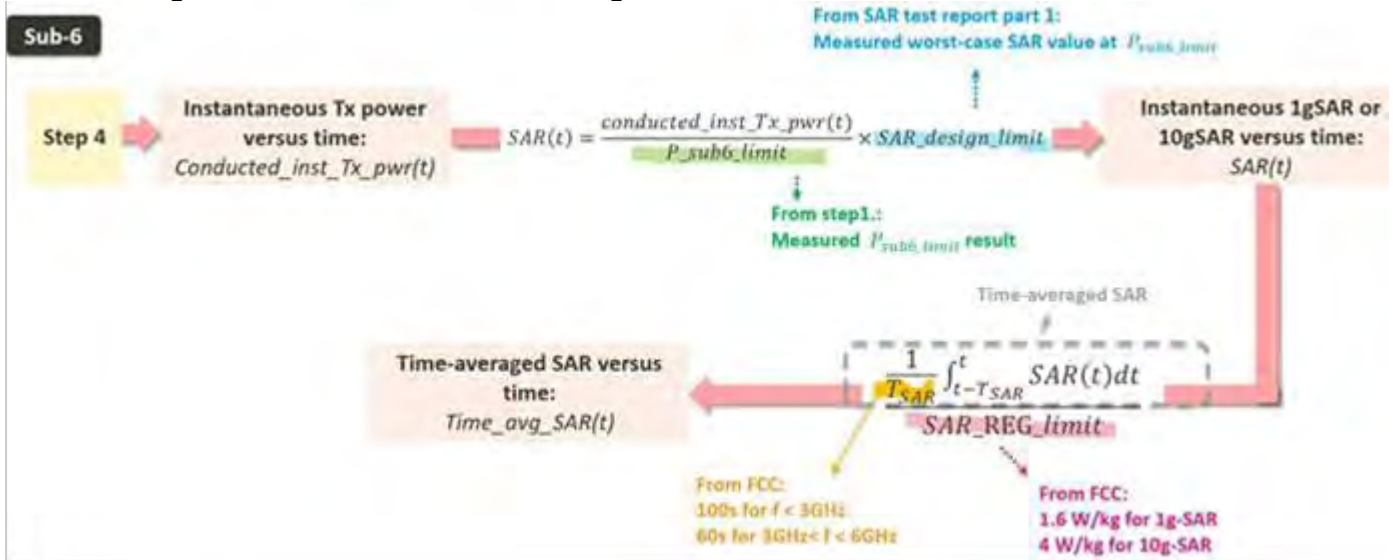 Sub-6
From SAR test report part 1:
Measured worst-case SAR value at P_sub6_limit
Step 4
Instantaneous Tx power
versus time:
Conducted_inst_Tx_pwr(t)
SAR(t) = conducted_inst_Tx_pwr(t) / P_sub6_limit × SAR_design_limit
Instantaneous 1gSAR or
10gSAR versus time:
SAR(t)
From step1.:
Measured P_sub6_limit result
Time-averaged SAR
1/T_SAR ∫_{t-T_SAR}^{t} SAR(t)dt
SAR_REG_limit
Time-averaged SAR versus
time:
Time_avg_SAR(t)
From FCC:
100s for f < 3GHz
60s for 3GHz< f < 6GHz
From FCC:
1.6 W/kg for 1g-SAR
4 W/kg for 10g-SAR